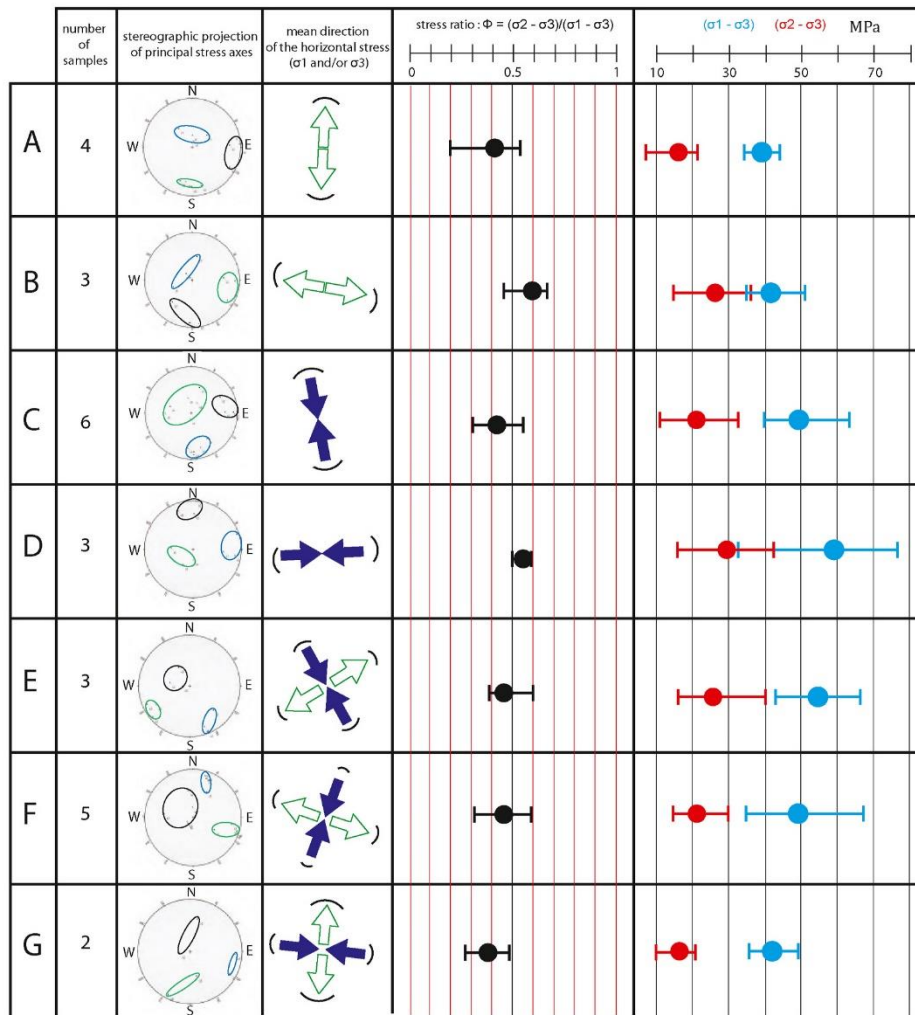 number
of
samples
stereographic
projection
of principal stress axes
mean direction
of the horizontal stress
(σ1 and/or σ3)
stress ratio : Φ = (σ2 - σ3)/(σ1 - σ3)
0 0.5 1
(σ1 - σ3) (σ2 - σ3) MPa
10 30 50 70
A 4 N W E S
B 3 N W E S
C 6 N W E S
D 3 N W E S
E 3 N W E S
F 5 N W E S
G 2 N W E S